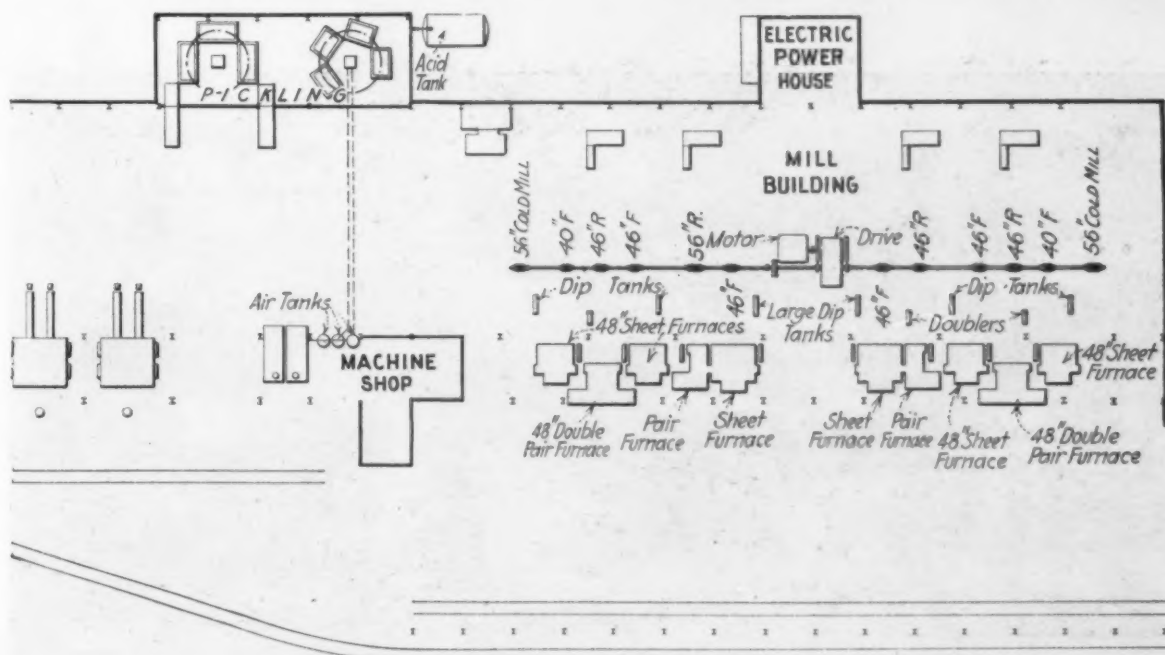 Acid
Tank
P-I C K L I N G
ELECTRIC
POWER
HOUSE
MILL
BUILDING
56" COLD MILL
40" F
46" R
46" F
56" R.
46" F
Motor
Drive
46" F
46" R
46" F
46" R
40" F
56" COLD MILL
Dip Tanks
Large Dip
Tanks
Dip Tanks
Doublers
Air Tanks
MACHINE
SHOP
48" Sheet Furnaces
48" Double
Pair Furnace
Pair
Furnace
Sheet
Furnace
Sheet
Furnace
Pair
Furnace
48" Sheet
Furnace
48" Double
Pair Furnace
48" Sheet
Furnace